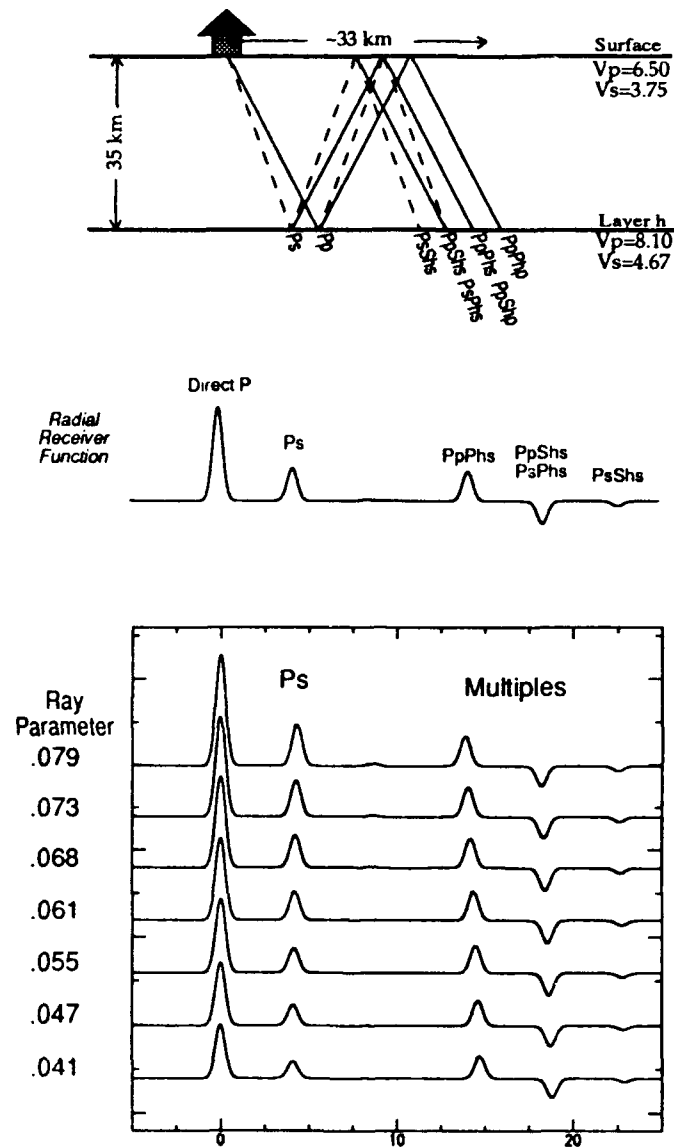 ~33 km
Surface
Vp=6.50
Vs=3.75
35 km
Layer h
Vp=8.10
Vs=4.67
Ps
Pp
PsShs
PpShs PsPhs
PpPhs PpShp
PpPhp
Direct P
Radial
Receiver
Function
Ps
PpPhs
PpShs
PsPhs
PsShs
Ray
Parameter
Ps
Multiples
.079
.073
.068
.061
.055
.047
.041
0
10
20